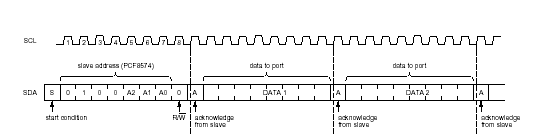 SCL 1 2 3 4 5 6 7 8
slave address (PCF8574) data to port data to port
SDA S 0 1 0 0 A2 A1 A0 0 A DATA 1 A DATA 2 A
start condition R/W acknowledge acknowledge acknowledge
from slave from slave from slave